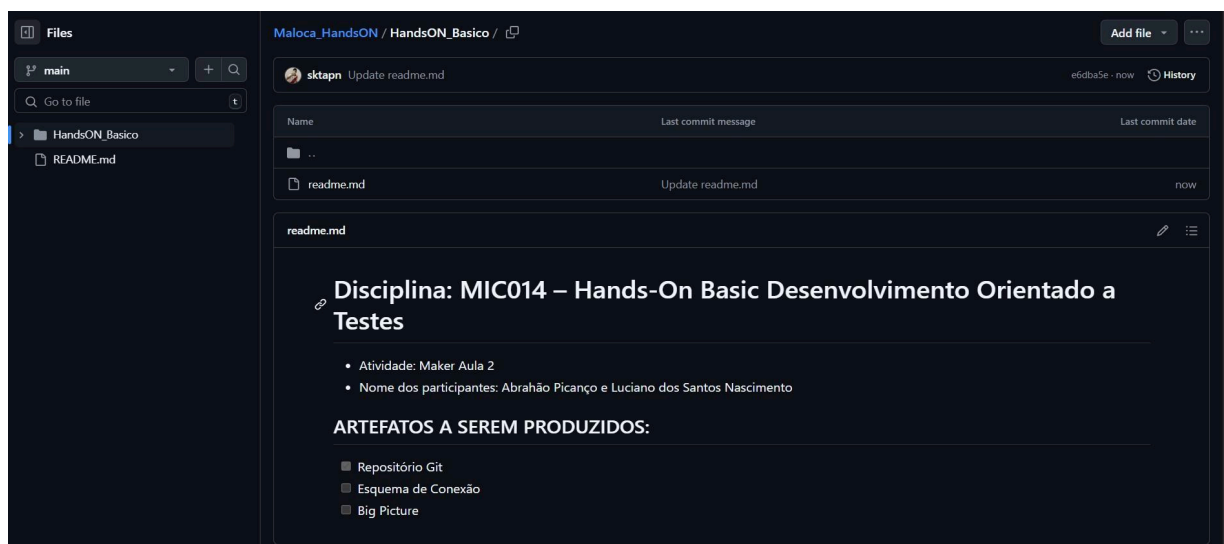 Files
main
Go to file
t
HandsON_Basico
README.md
Maloca_HandsON / HandsON_Basico /
Add file
sktapn Update readme.md
e6dba5e · now History
Name Last commit message Last commit date
..
readme.md Update readme.md now
readme.md
Disciplina: MIC014 – Hands-On Basic Desenvolvimento Orientado a
Testes
• Atividade: Maker Aula 2
• Nome dos participantes: Abrahão Picanço e Luciano dos Santos Nascimento
ARTEFATOS A SEREM PRODUZIDOS:
Repositório Git
Esquema de Conexão
Big Picture